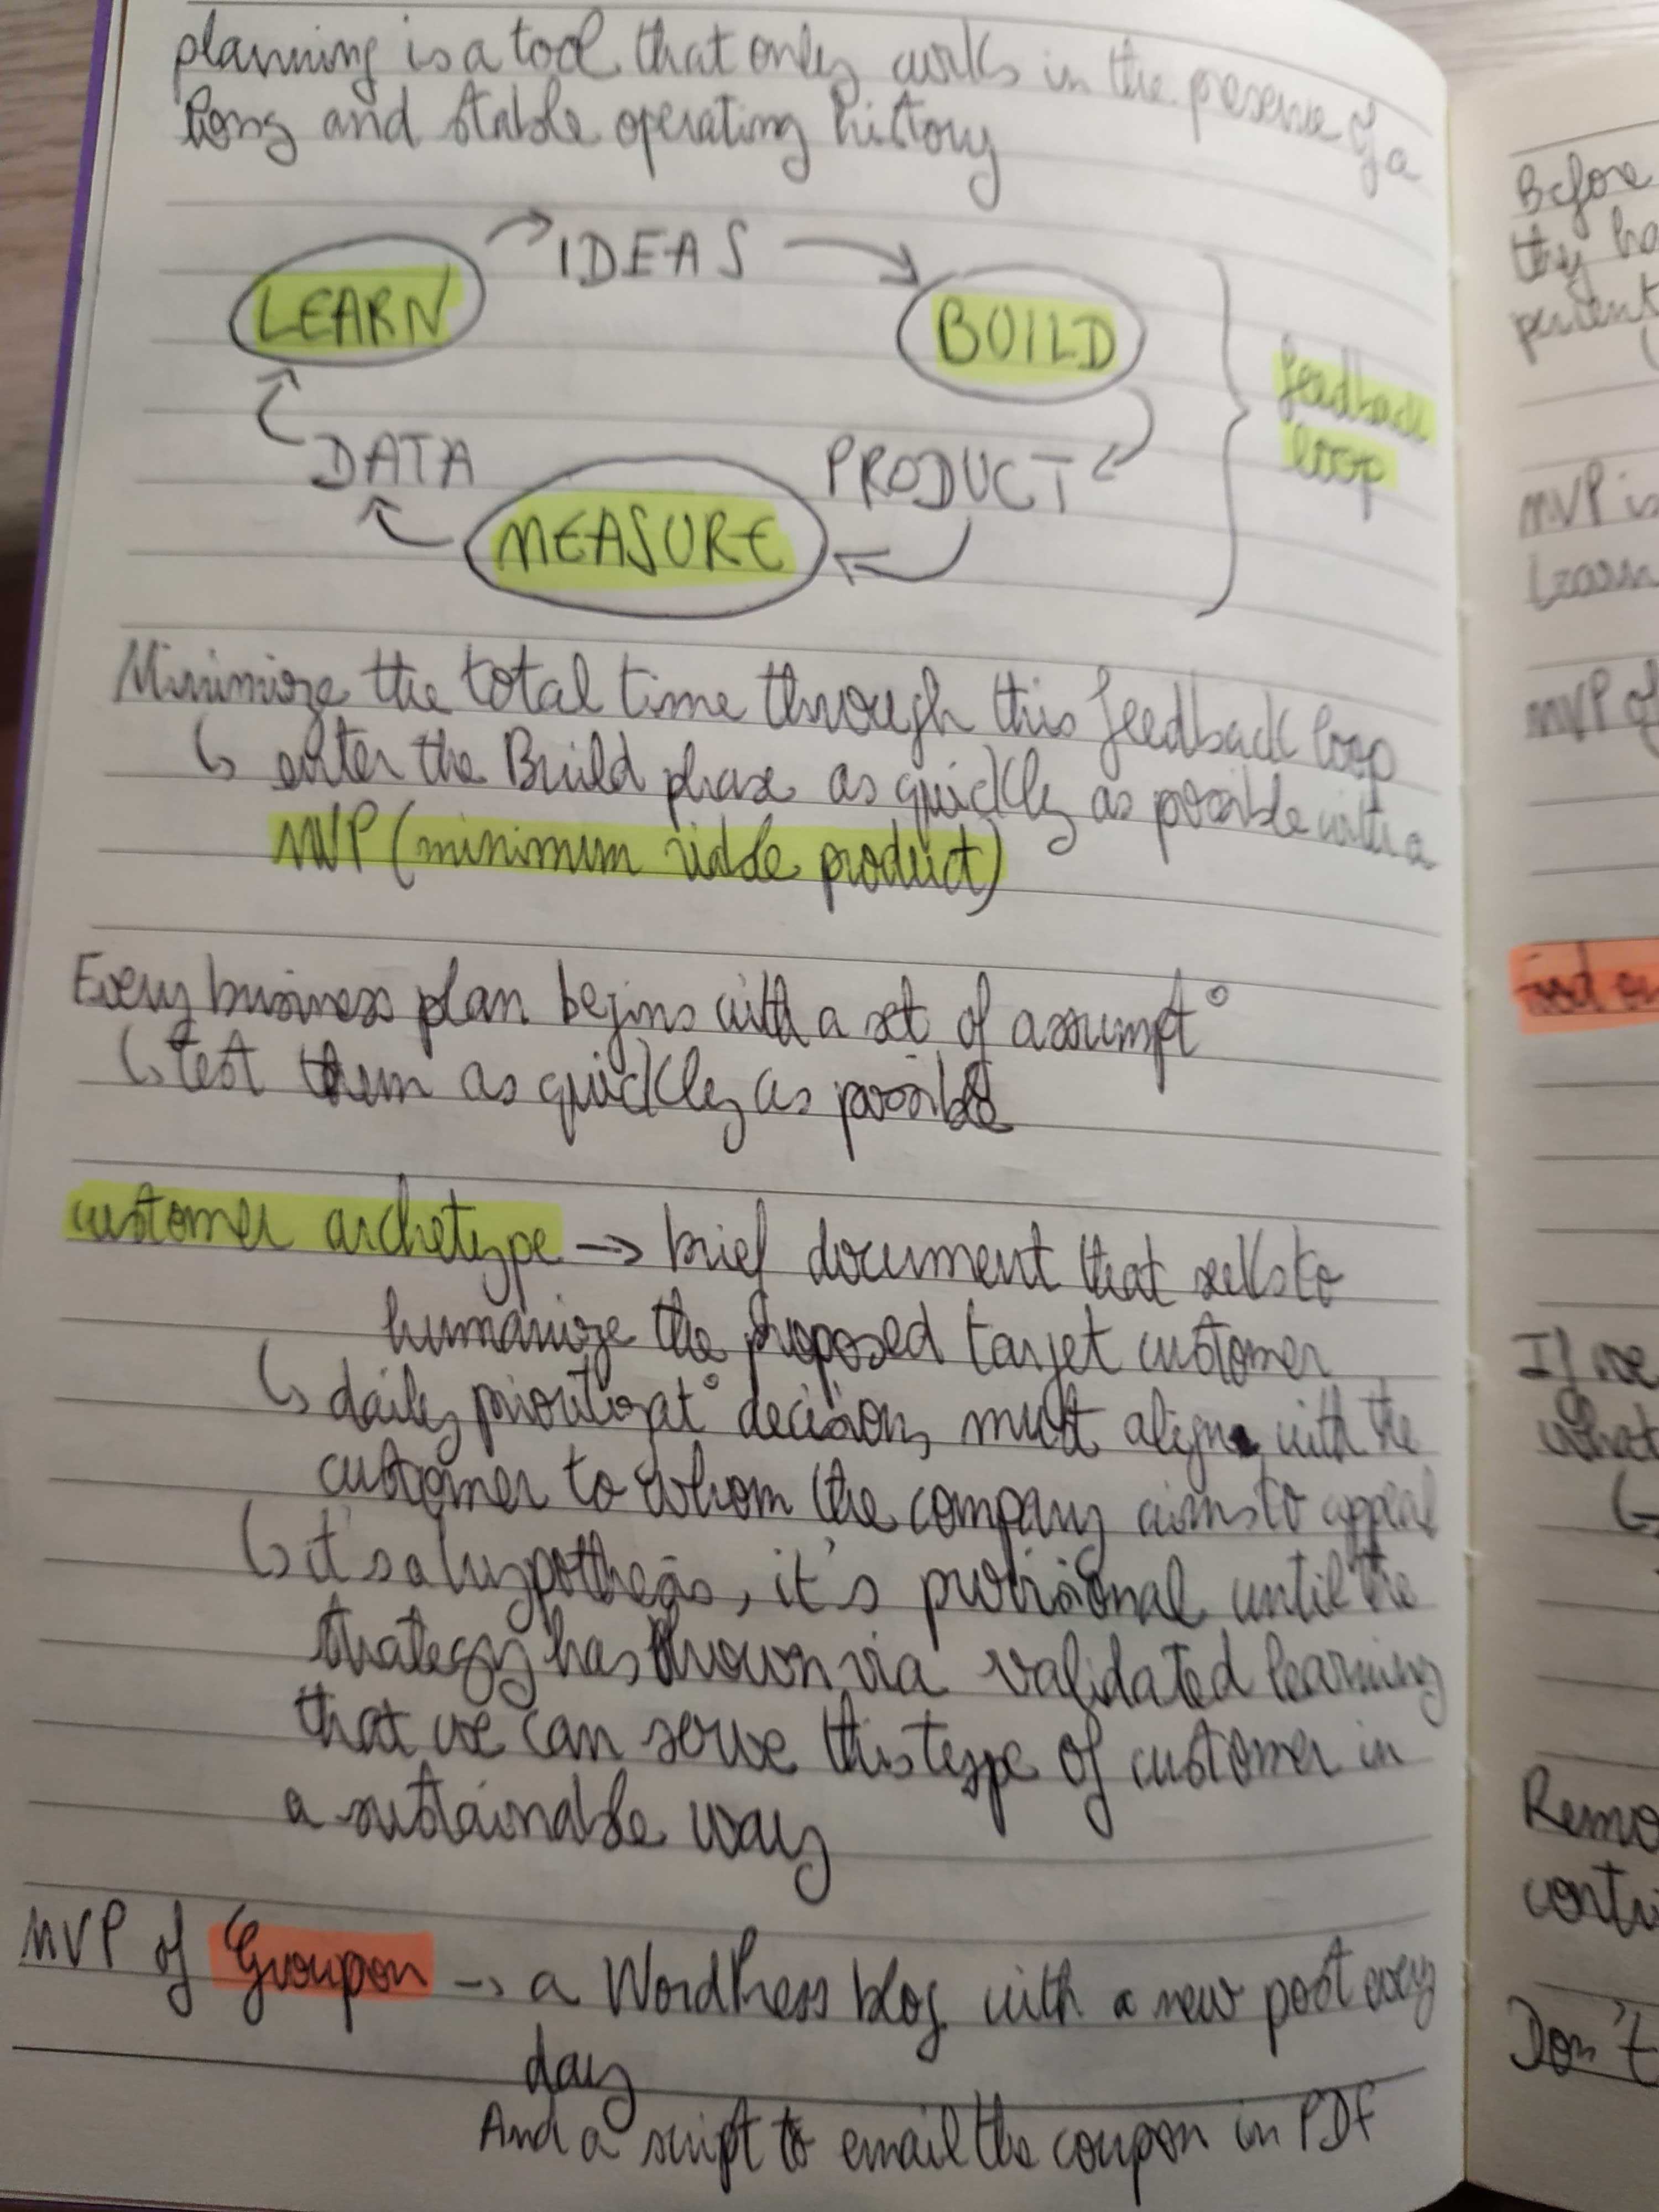 planning is a tool that only works in the presence of a
long and stable operating history
IDEAS
LEARN
BUILD
feedback
loop
DATA
PRODUCT
MEASURE
Minimize the total time through this feedback loop
↳ enter the Build phase as quickly as possible with a
MVP (minimum viable product)
Every business plan begins with a set of assumpt°
↳ test them as quickly as possible
customer archetype → brief document that seeks to
humanize the proposed target customer
↳ daily prioritizat° decision, must align with the
customer to whom the company aims to appeal
↳ it's a hypothesis, it's provisional until the
strategy has shown via validated learning
that we can serve this type of customer in
a sustainable way
MVP of Groupon → a WordPress blog with a new post every
day
And a script to email the coupon in PDF
Before
they ha
MVP is
Learn
MVP of
If we
what
↳
Remo
contr
Don't